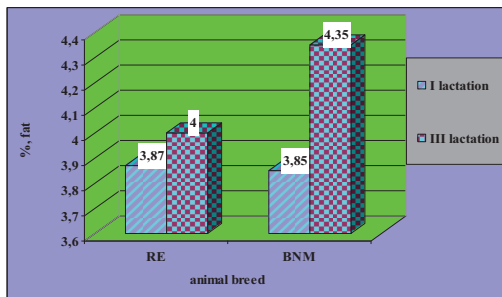 4,4
4,3
4,2
4,1
4
3,9
3,8
3,7
3,6
%, fat
3,87
4
3,85
4,35
RE
BNM
animal breed
I lactation
III lactation